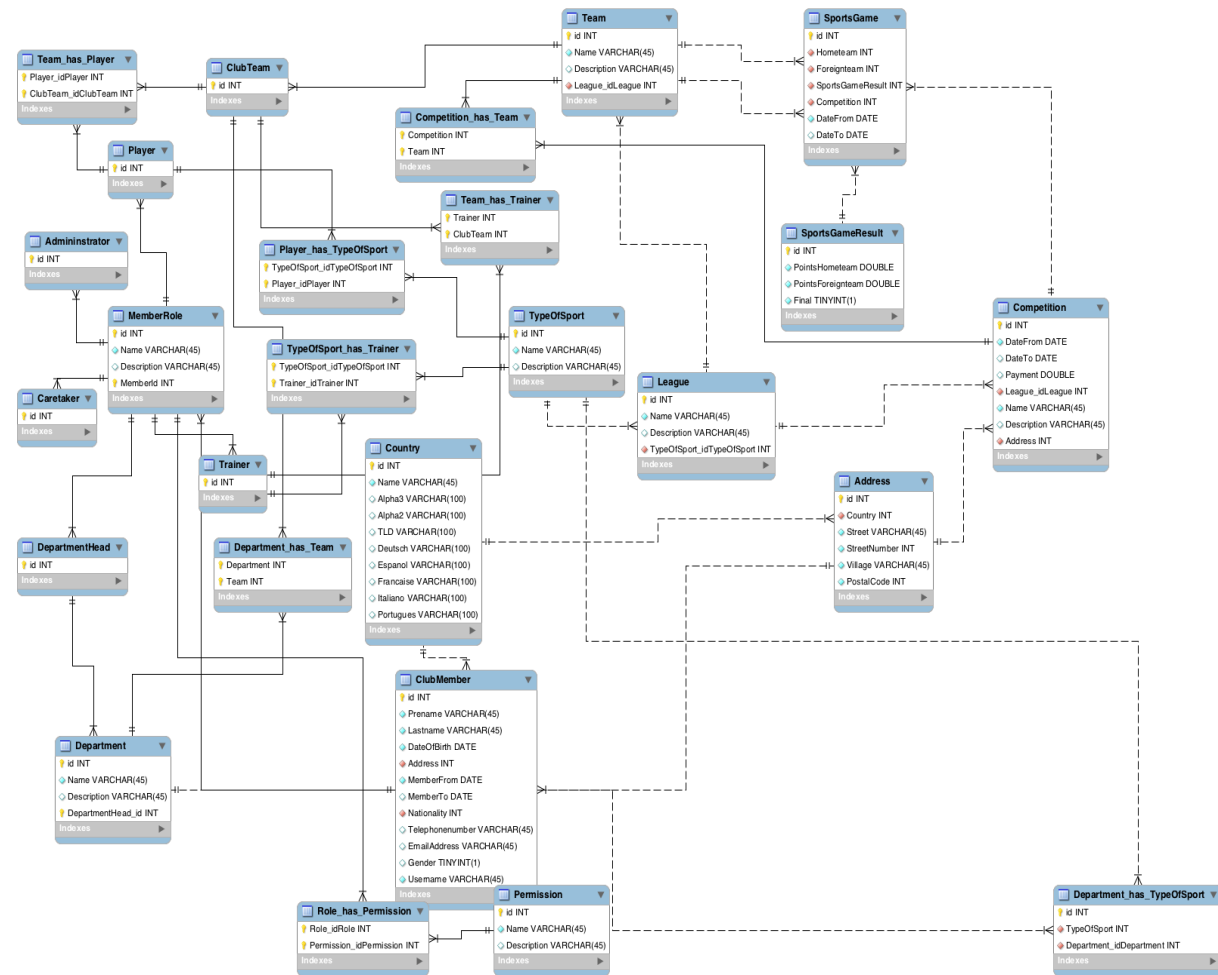 Team
id INT
Name VARCHAR(45)
Description VARCHAR(45)
League_idLeague INT
Indexes
SportsGame
id INT
Hometeam INT
Foreignteam INT
SportsGameResult INT
Competition INT
DateFrom DATE
DateTo DATE
Indexes
Team_has_Player
Player_idPlayer INT
ClubTeam_idClubTeam INT
Indexes
ClubTeam
id INT
Indexes
Competition_has_Team
Competition INT
Team INT
Indexes
Player
id INT
Indexes
Team_has_Trainer
Trainer INT
ClubTeam INT
Indexes
Admininstrator
id INT
Indexes
Player_has_TypeOfSport
TypeOfSport_idTypeOfSport INT
Player_idPlayer INT
Indexes
SportsGameResult
id INT
PointsHometeam DOUBLE
PointsForeignteam DOUBLE
Final TINYINT(1)
Indexes
MemberRole
id INT
Name VARCHAR(45)
Description VARCHAR(45)
MemberId INT
Indexes
TypeOfSport
id INT
Name VARCHAR(45)
Description VARCHAR(45)
Indexes
Competition
id INT
DateFrom DATE
DateTo DATE
Payment DOUBLE
League_idLeague INT
Name VARCHAR(45)
Description VARCHAR(45)
Address INT
Indexes
TypeOfSport_has_Trainer
TypeOfSport_idTypeOfSport INT
Trainer_idTrainer INT
Indexes
League
id INT
Name VARCHAR(45)
Description VARCHAR(45)
TypeOfSport_idTypeOfSport INT
Indexes
Caretaker
id INT
Indexes
Trainer
id INT
Indexes
Country
id INT
Name VARCHAR(45)
Alpha3 VARCHAR(100)
Alpha2 VARCHAR(100)
TLD VARCHAR(100)
Deutsch VARCHAR(100)
Espanol VARCHAR(100)
Francaise VARCHAR(100)
Italiano VARCHAR(100)
Portugues VARCHAR(100)
Indexes
Address
id INT
Country INT
Street VARCHAR(45)
StreetNumber INT
Village VARCHAR(45)
PostalCode INT
Indexes
DepartmentHead
id INT
Indexes
Department_has_Team
Department INT
Team INT
Indexes
ClubMember
id INT
Prename VARCHAR(45)
Lastname VARCHAR(45)
DateOfBirth DATE
Address INT
MemberFrom DATE
MemberTo DATE
Nationality INT
Telephonenumber VARCHAR(45)
EmailAddress VARCHAR(45)
Gender TINYINT(1)
Username VARCHAR(45)
Indexes
Department
id INT
Name VARCHAR(45)
Description VARCHAR(45)
DepartmentHead_id INT
Indexes
Role_has_Permission
Role_idRole INT
Permission_idPermission INT
Indexes
Permission
id INT
Name VARCHAR(45)
Description VARCHAR(45)
Indexes
Department_has_TypeOfSport
id INT
TypeOfSport INT
Department_idDepartment INT
Indexes